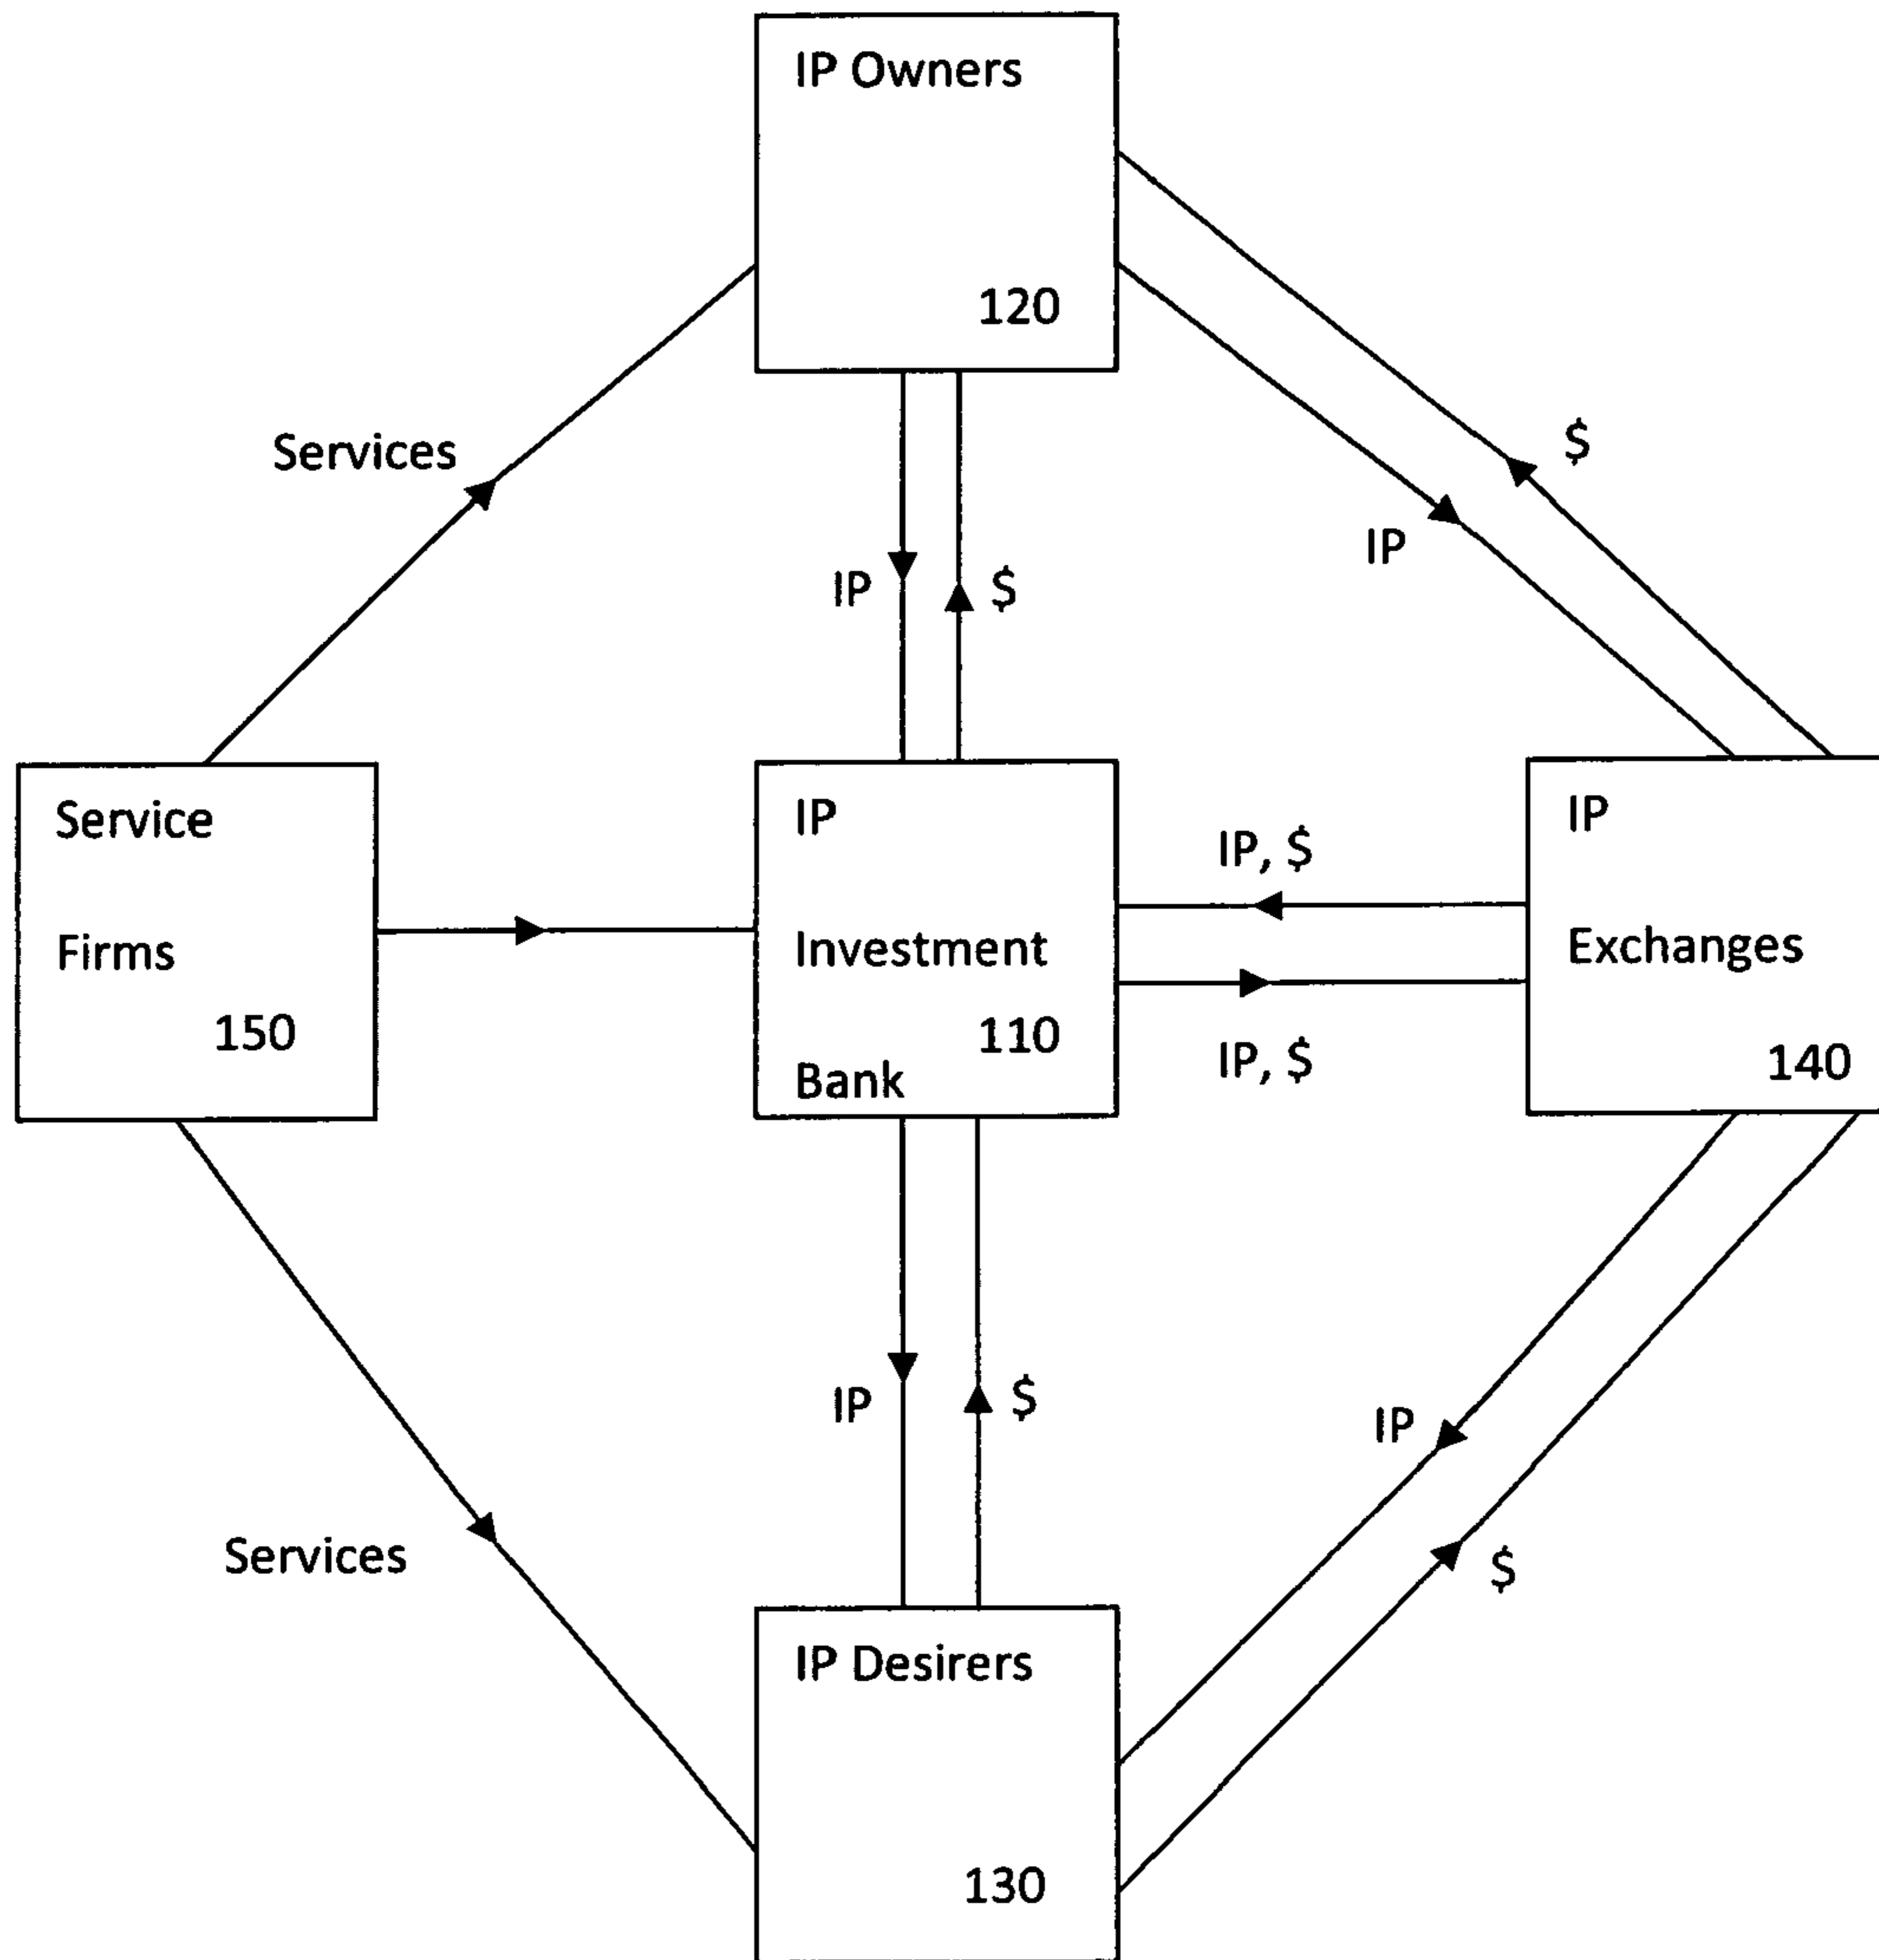 IP Owners
120
Services
$
IP
IP
$
Service
Firms
150
IP
Investment
110
Bank
IP, $
IP, $
IP
Exchanges
140
IP
$
IP
$
Services
IP Desirers
130